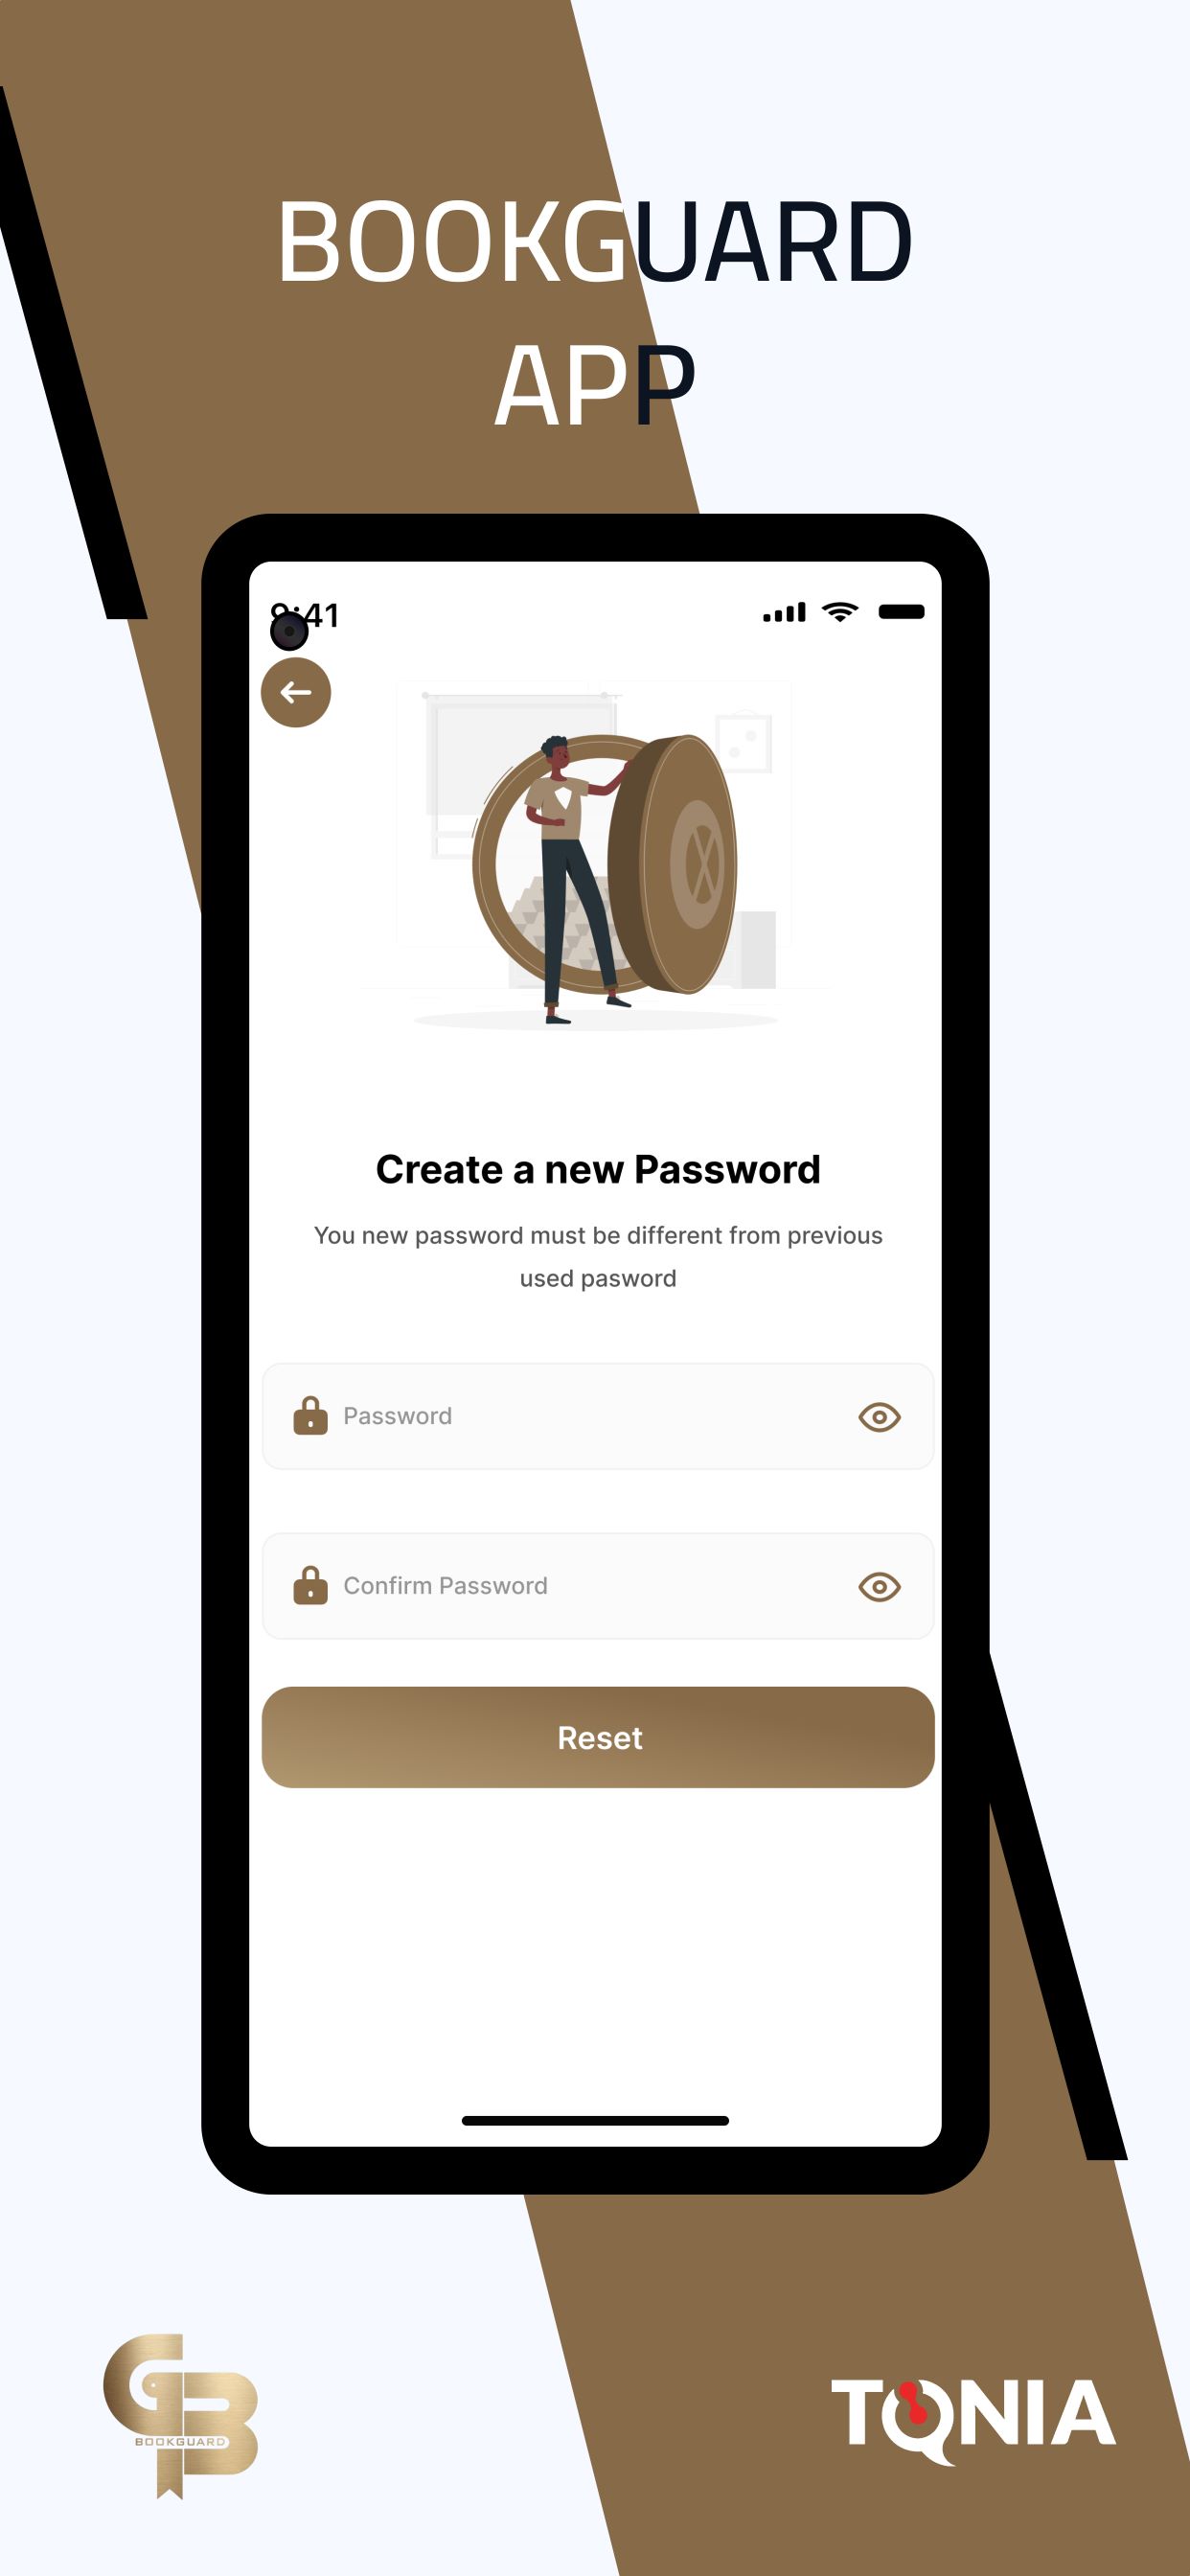 BOOKGUARD
APP
9:41
Create a new Password
You new password must be different from previous
used pasword
Password
Confirm Password
Reset
BOOKGUARD
TQNIA